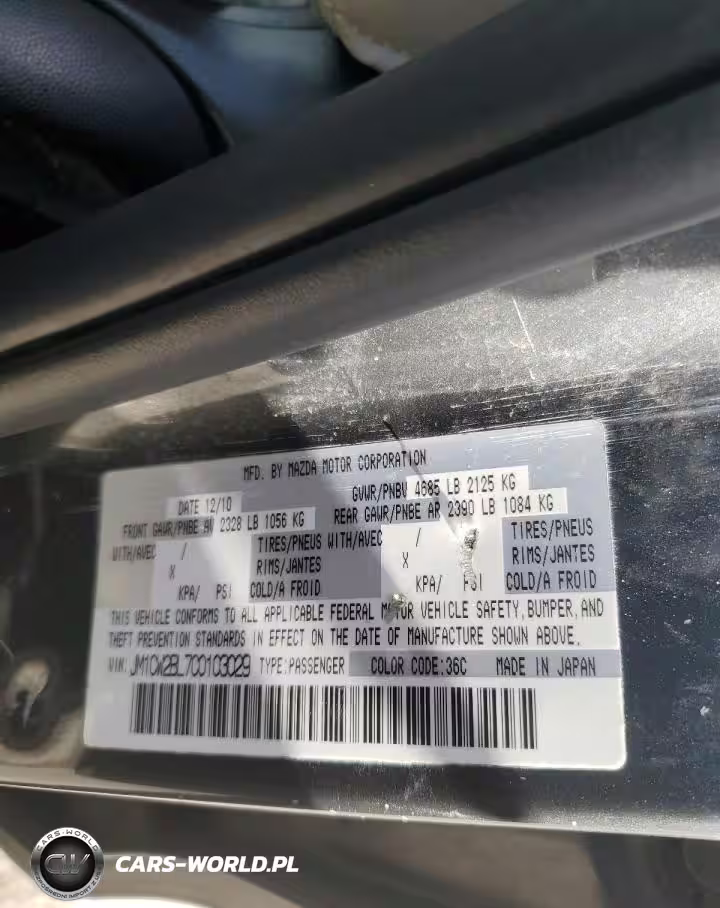 MFD. BY MAZDA MOTOR CORPORATION
DATE 12/10 GVWR/PNBV 4685 LB 2125 KG
FRONT GAWR/PNBE AV 2328 LB 1056 KG REAR GAWR/PNBE AR 2390 LB 1084 KG
WITH/AVEC / TIRES/PNEUS WITH/AVEC / TIRES/PNEUS
X RIMS/JANTES X RIMS/JANTES
KPA/ PSI COLD/A FROID KPA/ PSI COLD/A FROID
THIS VEHICLE CONFORMS TO ALL APPLICABLE FEDERAL MOTOR VEHICLE SAFETY, BUMPER, AND
THEFT PREVENTION STANDARDS IN EFFECT ON THE DATE OF MANUFACTURE SHOWN ABOVE.
VIN: JM1CW2BL7C0103029 TYPE:PASSENGER COLOR CODE:36C MADE IN JAPAN
CARS-WORLD
CW
CARS-WORLD.PL